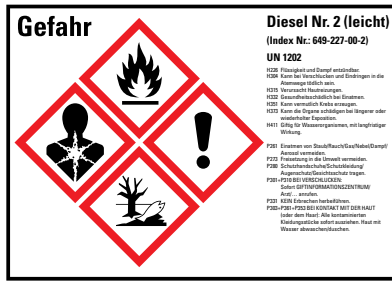 Gefahr
Diesel Nr. 2 (leicht)
(Index Nr.: 649-227-00-2)
UN 1202
H226 Flüssigkeit und Dampf entzündbar.
H304 Kann bei Verschlucken und Eindringen in die
Atemwege tödlich sein.
H315 Verursacht Hautreizungen.
H332 Gesundheitsschädlich bei Einatmen.
H351 Kann vermutlich Krebs erzeugen.
H373 Kann die Organe schädigen bei längerer oder
wiederholter Exposition.
H411 Giftig für Wasserorganismen, mit langfristiger
Wirkung.
P261 Einatmen von Staub/Rauch/Gas/Nebel/Dampf/
Aerosol vermeiden.
P273 Freisetzung in die Umwelt vermeiden.
P280 Schutzhandschuhe/Schutzkleidung/
Augenschutz/Gesichtsschutz tragen.
P301+P310 BEI VERSCHLUCKEN:
Sofort GIFTINFORMATIONSZENTRUM/
Arzt/… anrufen.
P331 KEIN Erbrechen herbeiführen.
P303+P361+P353 BEI KONTAKT MIT DER HAUT
(oder dem Haar): Alle kontaminierten
Kleidungsstücke sofort ausziehen. Haut mit
Wasser abwaschen/duschen.